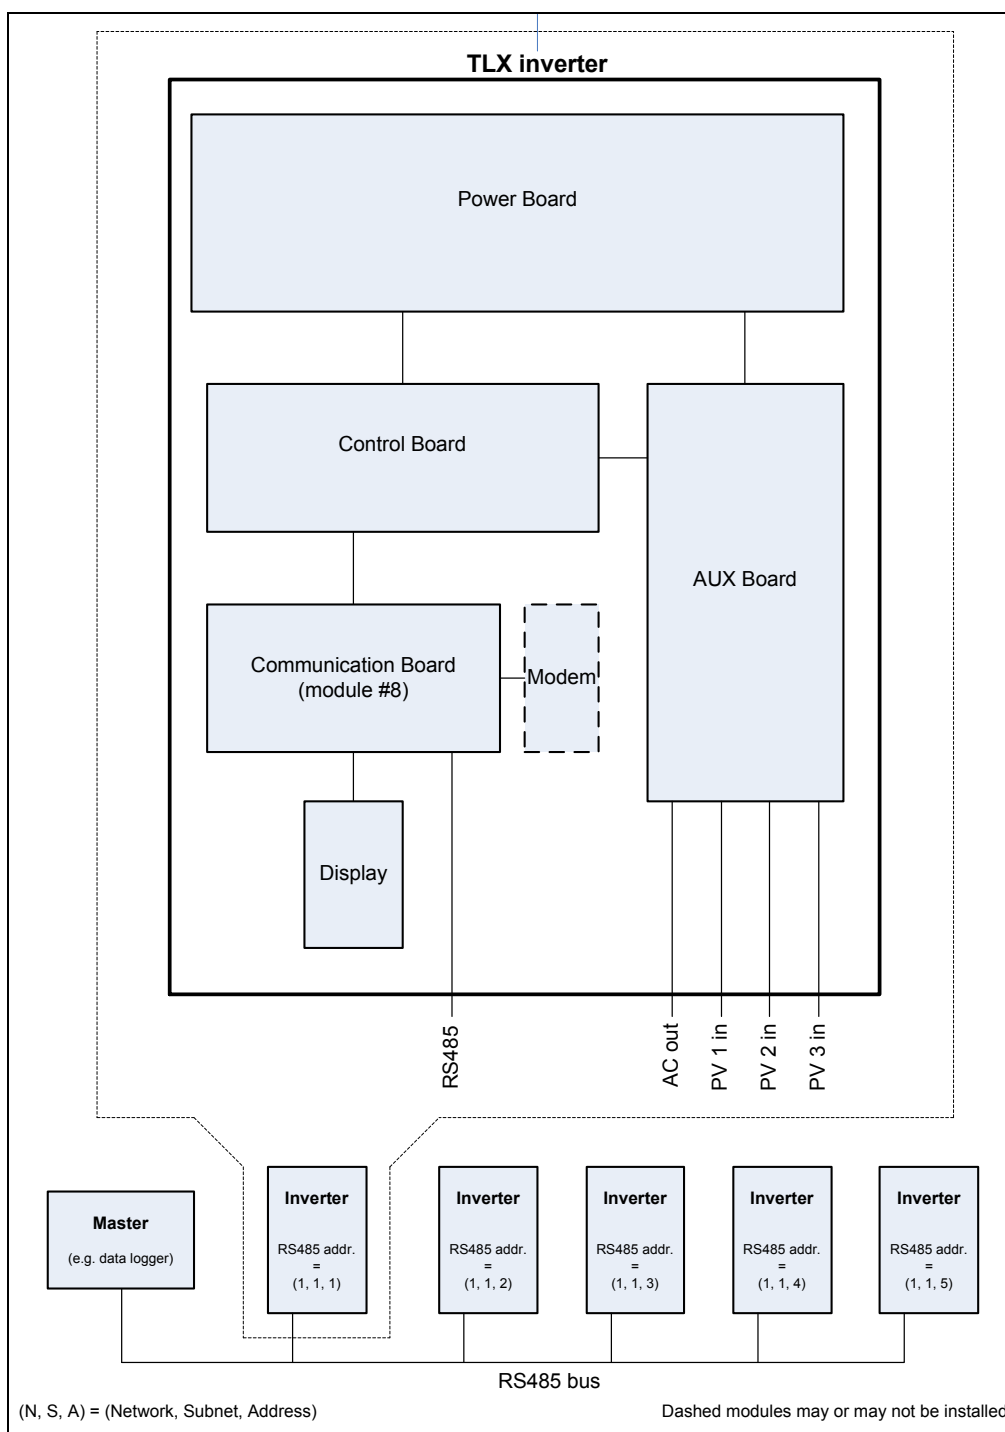 TLX inverter
Power Board
Control Board
AUX Board
Communication Board
(module #8)
Modem
Display
RS485
AC out
PV 1 in
PV 2 in
PV 3 in
Master
(e.g. data logger)
Inverter
RS485 addr.
=
(1, 1, 1)
Inverter
RS485 addr.
=
(1, 1, 2)
Inverter
RS485 addr.
=
(1, 1, 3)
Inverter
RS485 addr.
=
(1, 1, 4)
Inverter
RS485 addr.
=
(1, 1, 5)
RS485 bus
(N, S, A) = (Network, Subnet, Address)
Dashed modules may or may not be installed